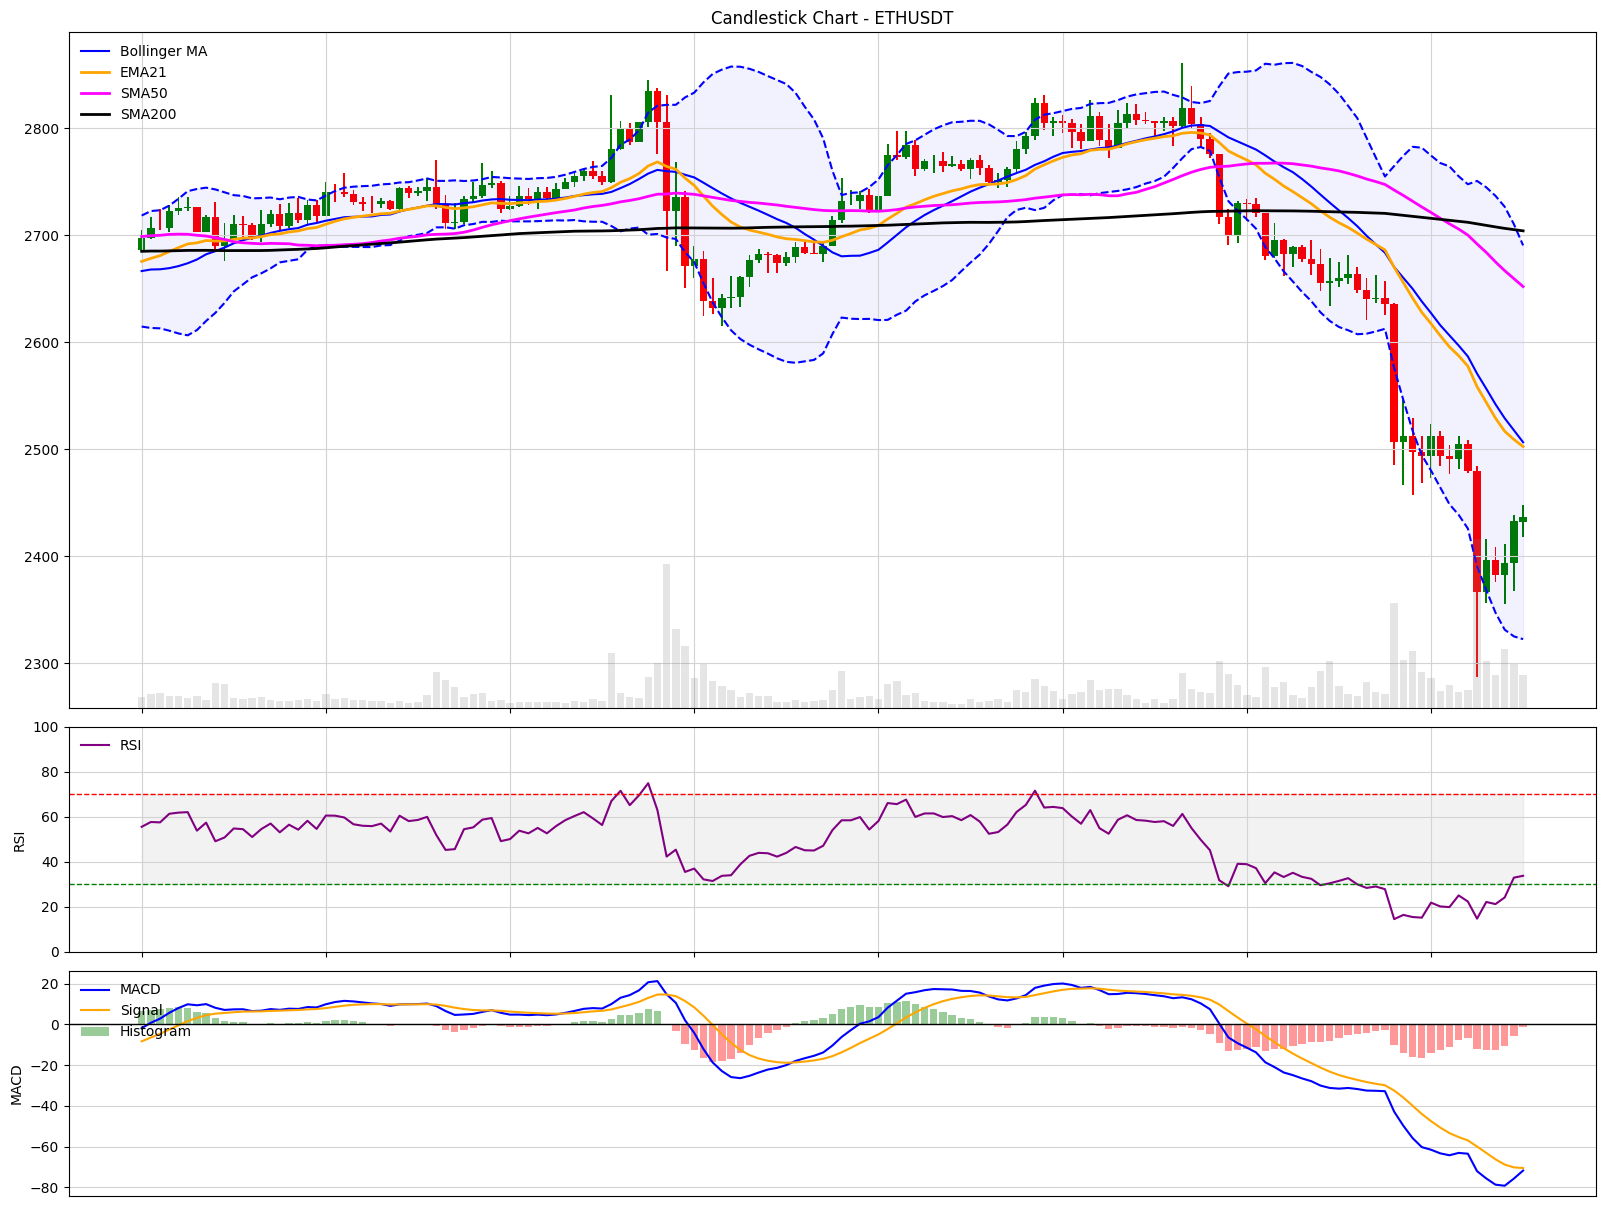 Candlestick Chart - ETHUSDT
Bollinger MA
EMA21
SMA50
SMA200
2800
2700
2600
2500
2400
2300
100
RSI
80
60
RSI
40
20
0
20
MACD
Signal
0
Histogram
−20
MACD
−40
−60
−80